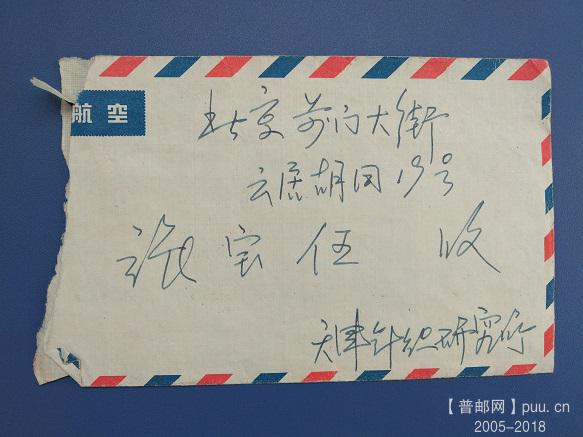 航空
北京前门大街
云居胡同19号
张宝伍 收
天津针织研究所
【普邮网】puu.cn
2005-2018